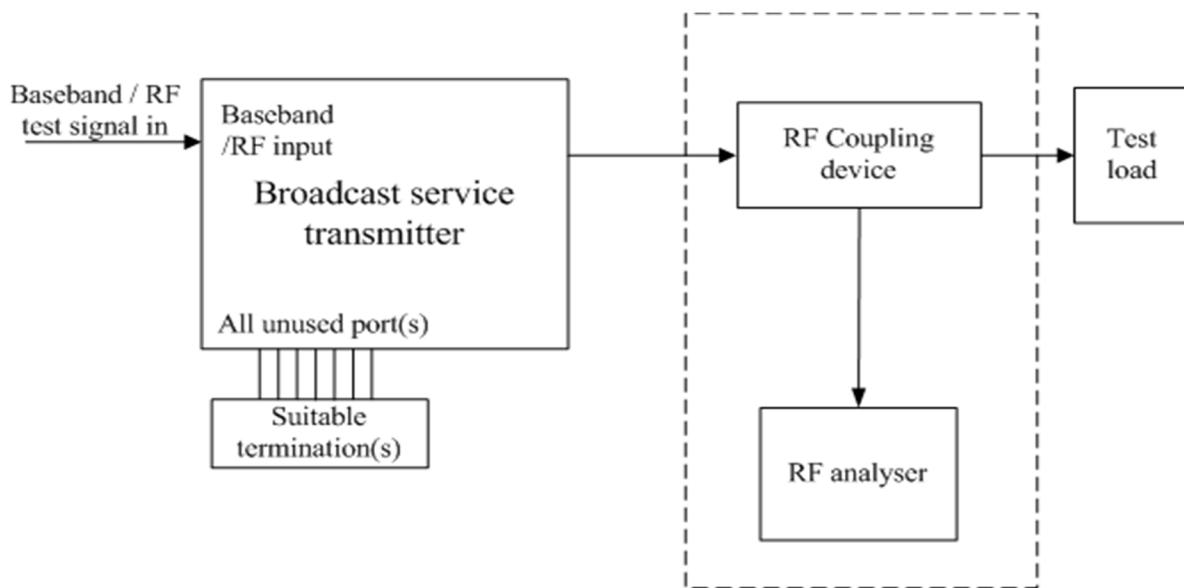 Baseband / RF
test signal in
Baseband
/RF input
Broadcast service
transmitter
All unused port(s)
Suitable
termination(s)
RF Coupling
device
RF analyser
Test
load